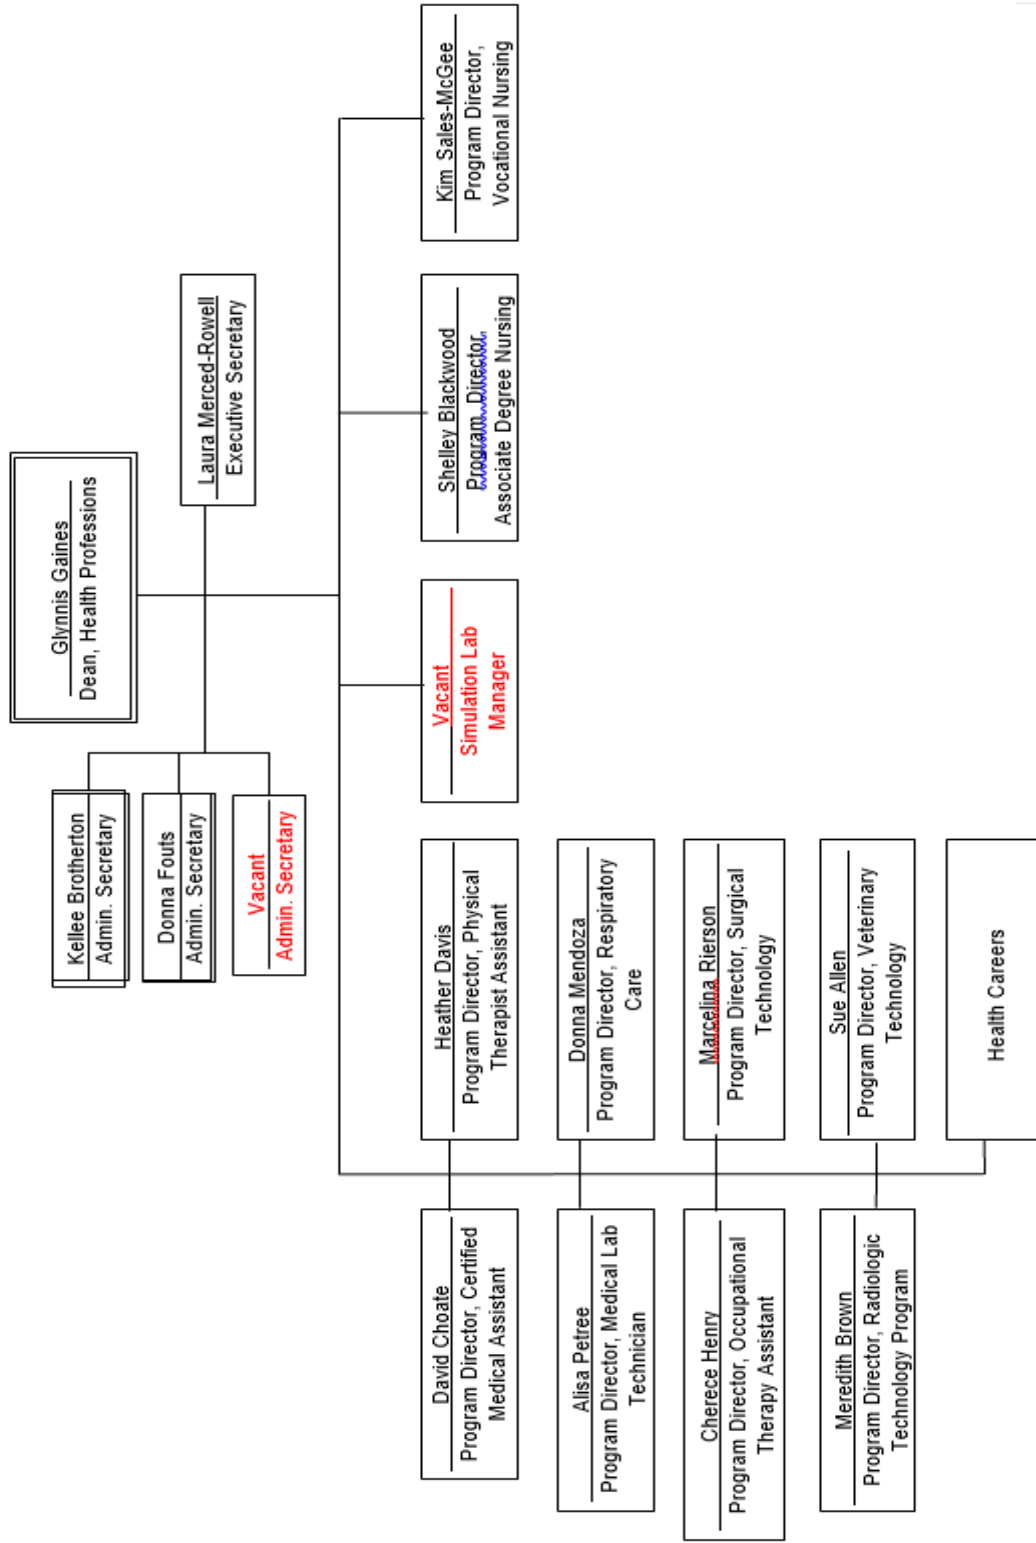 Glynnis Gaines
Dean, Health Professions
Kellee Brotherton
Admin. Secretary
Donna Fouts
Admin. Secretary
Vacant
Admin. Secretary
Laura Merced-Rowell
Executive Secretary
David Choate
Program Director, Certified
Medical Assistant
Heather Davis
Program Director, Physical
Therapist Assistant
Vacant
Simulation Lab
Manager
Shelley Blackwood
Program Director,
Associate Degree Nursing
Kim Sales-McGee
Program Director,
Vocational Nursing
Alisa Petree
Program Director, Medical Lab
Technician
Donna Mendoza
Program Director, Respiratory
Care
Cherece Henry
Program Director, Occupational
Therapy Assistant
Marcelina Rierson
Program Director, Surgical
Technology
Meredith Brown
Program Director, Radiologic
Technology Program
Sue Allen
Program Director, Veterinary
Technology
Health Careers